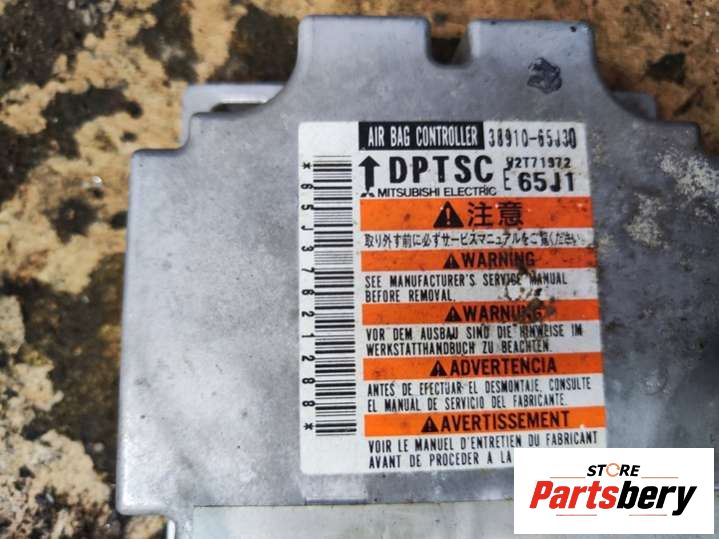 AIR BAG CONTROLLER 38910-65J30
DPTSC W2T71972
MITSUBISHI ELECTRIC E 65J1
*65J37621288*
注意
取り外す前に必ずサービスマニュアルをご覧ください
WARNING
SEE MANUFACTURER'S SERVICE MANUAL
BEFORE REMOVAL.
WARNUNG
VOR DEM AUSBAU SIND DIE HINWEISE IM
WERKSTATTHANDBUCH ZU BEACHTEN.
ADVERTENCIA
ANTES DE EFECTUAR EL DESMONTAJE, CONSULTE
EL MANUAL DE SERVICIO DEL FABRICANTE.
AVERTISSEMENT
VOIR LE MANUEL D'ENTRETIEN DU FABRICANT
AVANT DE PROCEDER A LA
STORE
Partsbery